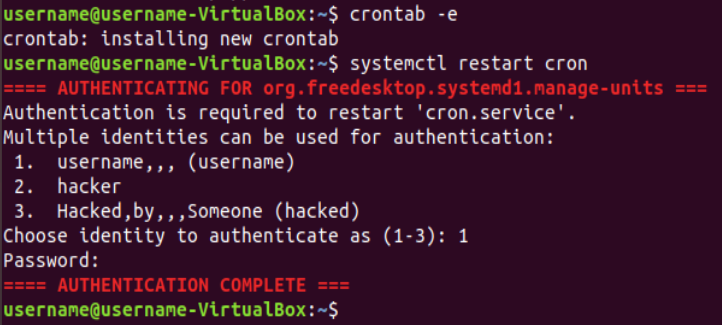 username@username-VirtualBox:~$ crontab -e
crontab: installing new crontab
username@username-VirtualBox:~$ systemctl restart cron
==== AUTHENTICATING FOR org.freedesktop.systemd1.manage-units ===
Authentication is required to restart 'cron.service'.
Multiple identities can be used for authentication:
 1.  username,,, (username)
 2.  hacker
 3.  Hacked,by,,,Someone (hacked)
Choose identity to authenticate as (1-3): 1
Password:
==== AUTHENTICATION COMPLETE ===
username@username-VirtualBox:~$